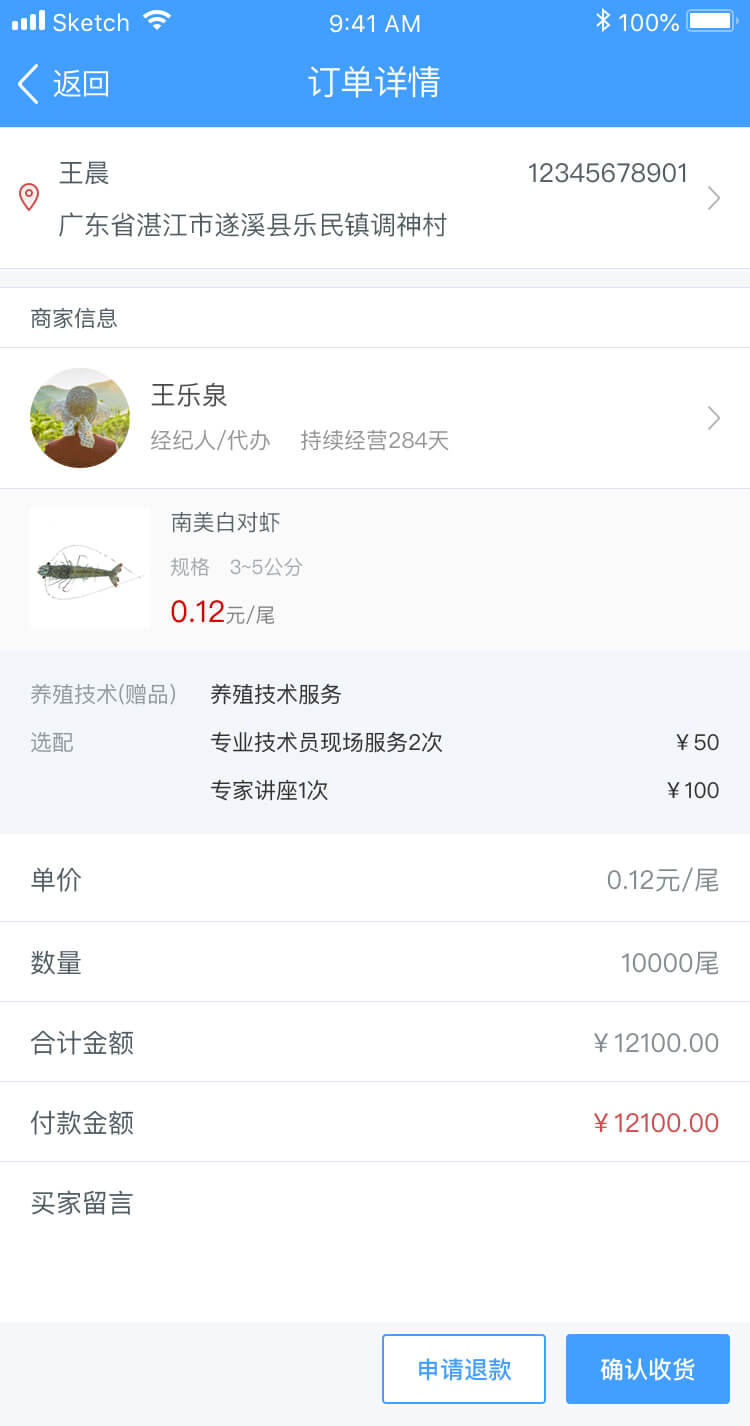 Sketch 9:41 AM 100%
返回 订单详情
王晨 12345678901
广东省湛江市遂溪县乐民镇调神村
商家信息
王乐泉
经纪人/代办 持续经营284天
南美白对虾
规格 3~5公分
0.12元/尾
养殖技术(赠品) 养殖技术服务
选配 专业技术员现场服务2次 ¥50
专家讲座1次 ¥100
单价 0.12元/尾
数量 10000尾
合计金额 ¥12100.00
付款金额 ¥12100.00
买家留言
申请退款 确认收货